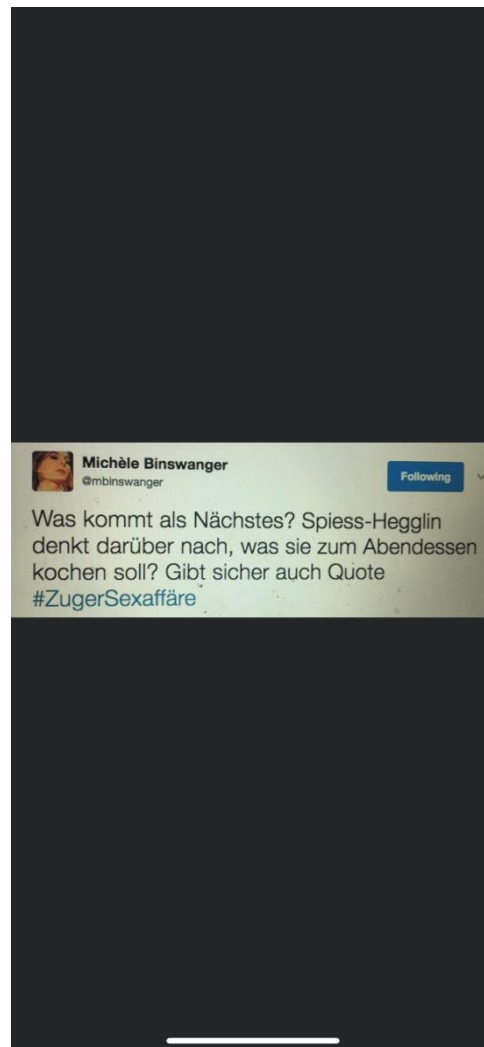 Michèle Binswanger
@mbinswanger
Following
Was kommt als Nächstes? Spiess-Hegglin
denkt darüber nach, was sie zum Abendessen
kochen soll? Gibt sicher auch Quote
#ZugerSexaffäre